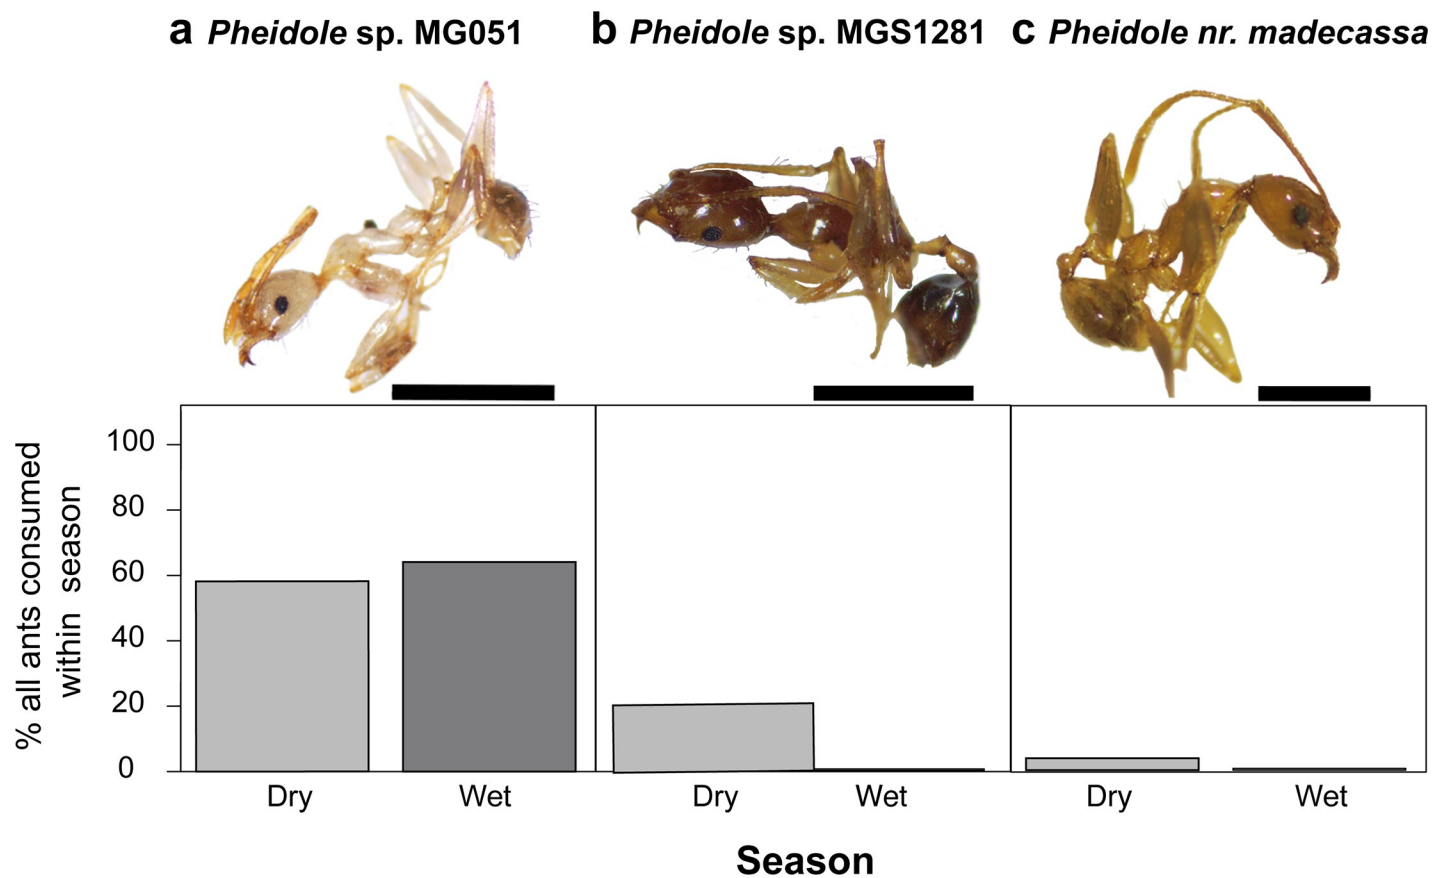 a Pheidole sp. MG051
b Pheidole sp. MGS1281
c Pheidole nr. madecassa
% all ants consumed
within season
100
80
60
40
20
0
Dry
Wet
Dry
Wet
Dry
Wet
Season